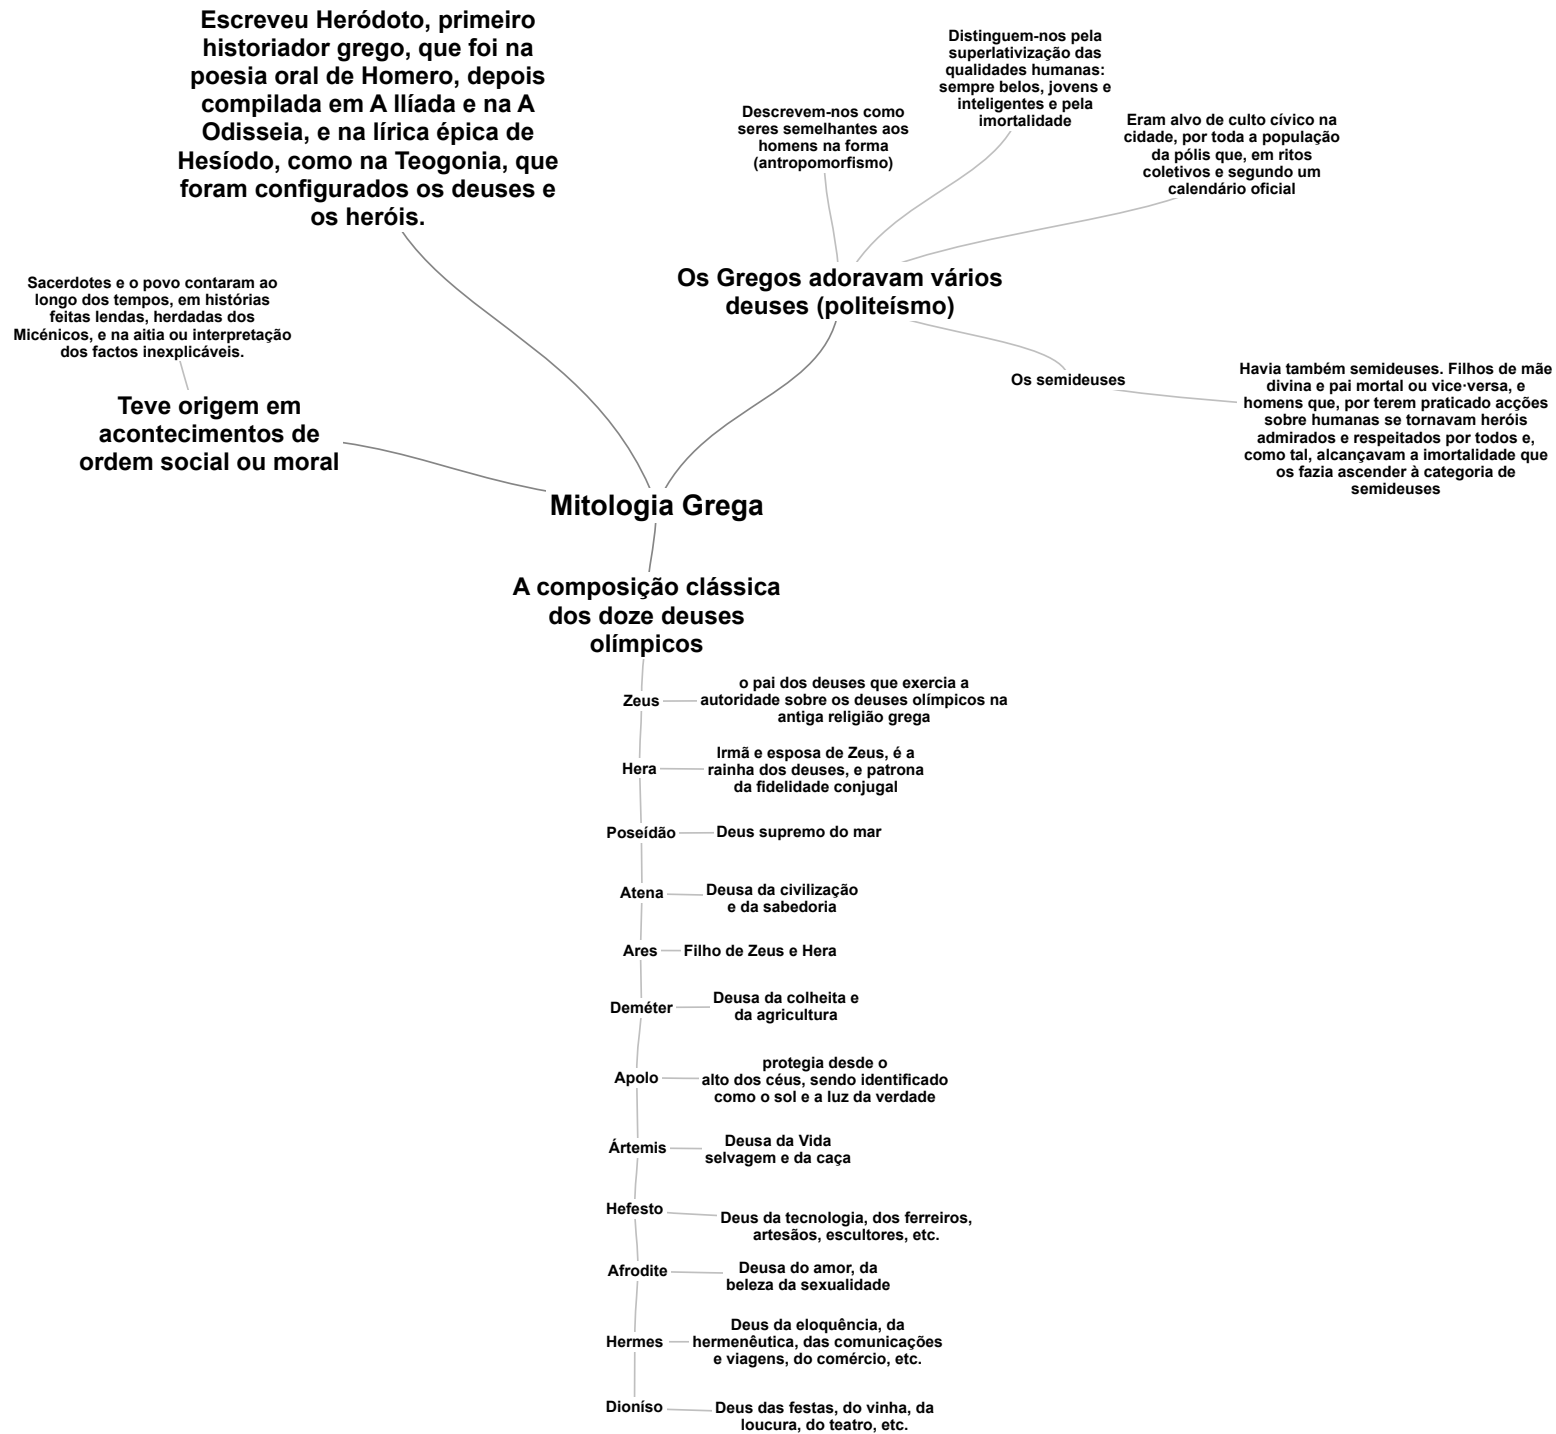 Escreveu Heródoto, primeiro
historiador grego, que foi na
poesia oral de Homero, depois
compilada em A Ilíada e na A
Odisseia, e na lírica épica de
Hesíodo, como na Teogonia, que
foram configurados os deuses e
os heróis.
Distinguem-nos pela
superlativização das
qualidades humanas:
sempre belos, jovens e
inteligentes e pela
imortalidade
Descrevem-nos como
seres semelhantes aos
homens na forma
(antropomorfismo)
Eram alvo de culto cívico na
cidade, por toda a população
da pólis que, em ritos
coletivos e segundo um
calendário oficial
Os Gregos adoravam vários
deuses (politeísmo)
Sacerdotes e o povo contaram ao
longo dos tempos, em histórias
feitas lendas, herdadas dos
Micénicos, e na aitia ou interpretação
dos factos inexplicáveis.
Os semideuses
Havia também semideuses. Filhos de mãe
divina e pai mortal ou vice·versa, e
homens que, por terem praticado acções
sobre humanas se tornavam heróis
admirados e respeitados por todos e,
como tal, alcançavam a imortalidade que
os fazia ascender à categoria de
semideuses
Teve origem em
acontecimentos de
ordem social ou moral
Mitologia Grega
A composição clássica
dos doze deuses
olímpicos
Zeus
o pai dos deuses que exercia a
autoridade sobre os deuses olímpicos na
antiga religião grega
Hera
Irmã e esposa de Zeus, é a
rainha dos deuses, e patrona
da fidelidade conjugal
Poseídão
Deus supremo do mar
Atena
Deusa da civilização
e da sabedoria
Ares
Filho de Zeus e Hera
Deméter
Deusa da colheita e
da agricultura
Apolo
protegia desde o
alto dos céus, sendo identificado
como o sol e a luz da verdade
Ártemis
Deusa da Vida
selvagem e da caça
Hefesto
Deus da tecnologia, dos ferreiros,
artesãos, escultores, etc.
Afrodite
Deusa do amor, da
beleza da sexualidade
Hermes
Deus da eloquência, da
hermenêutica, das comunicações
e viagens, do comércio, etc.
Dioníso
Deus das festas, do vinha, da
loucura, do teatro, etc.